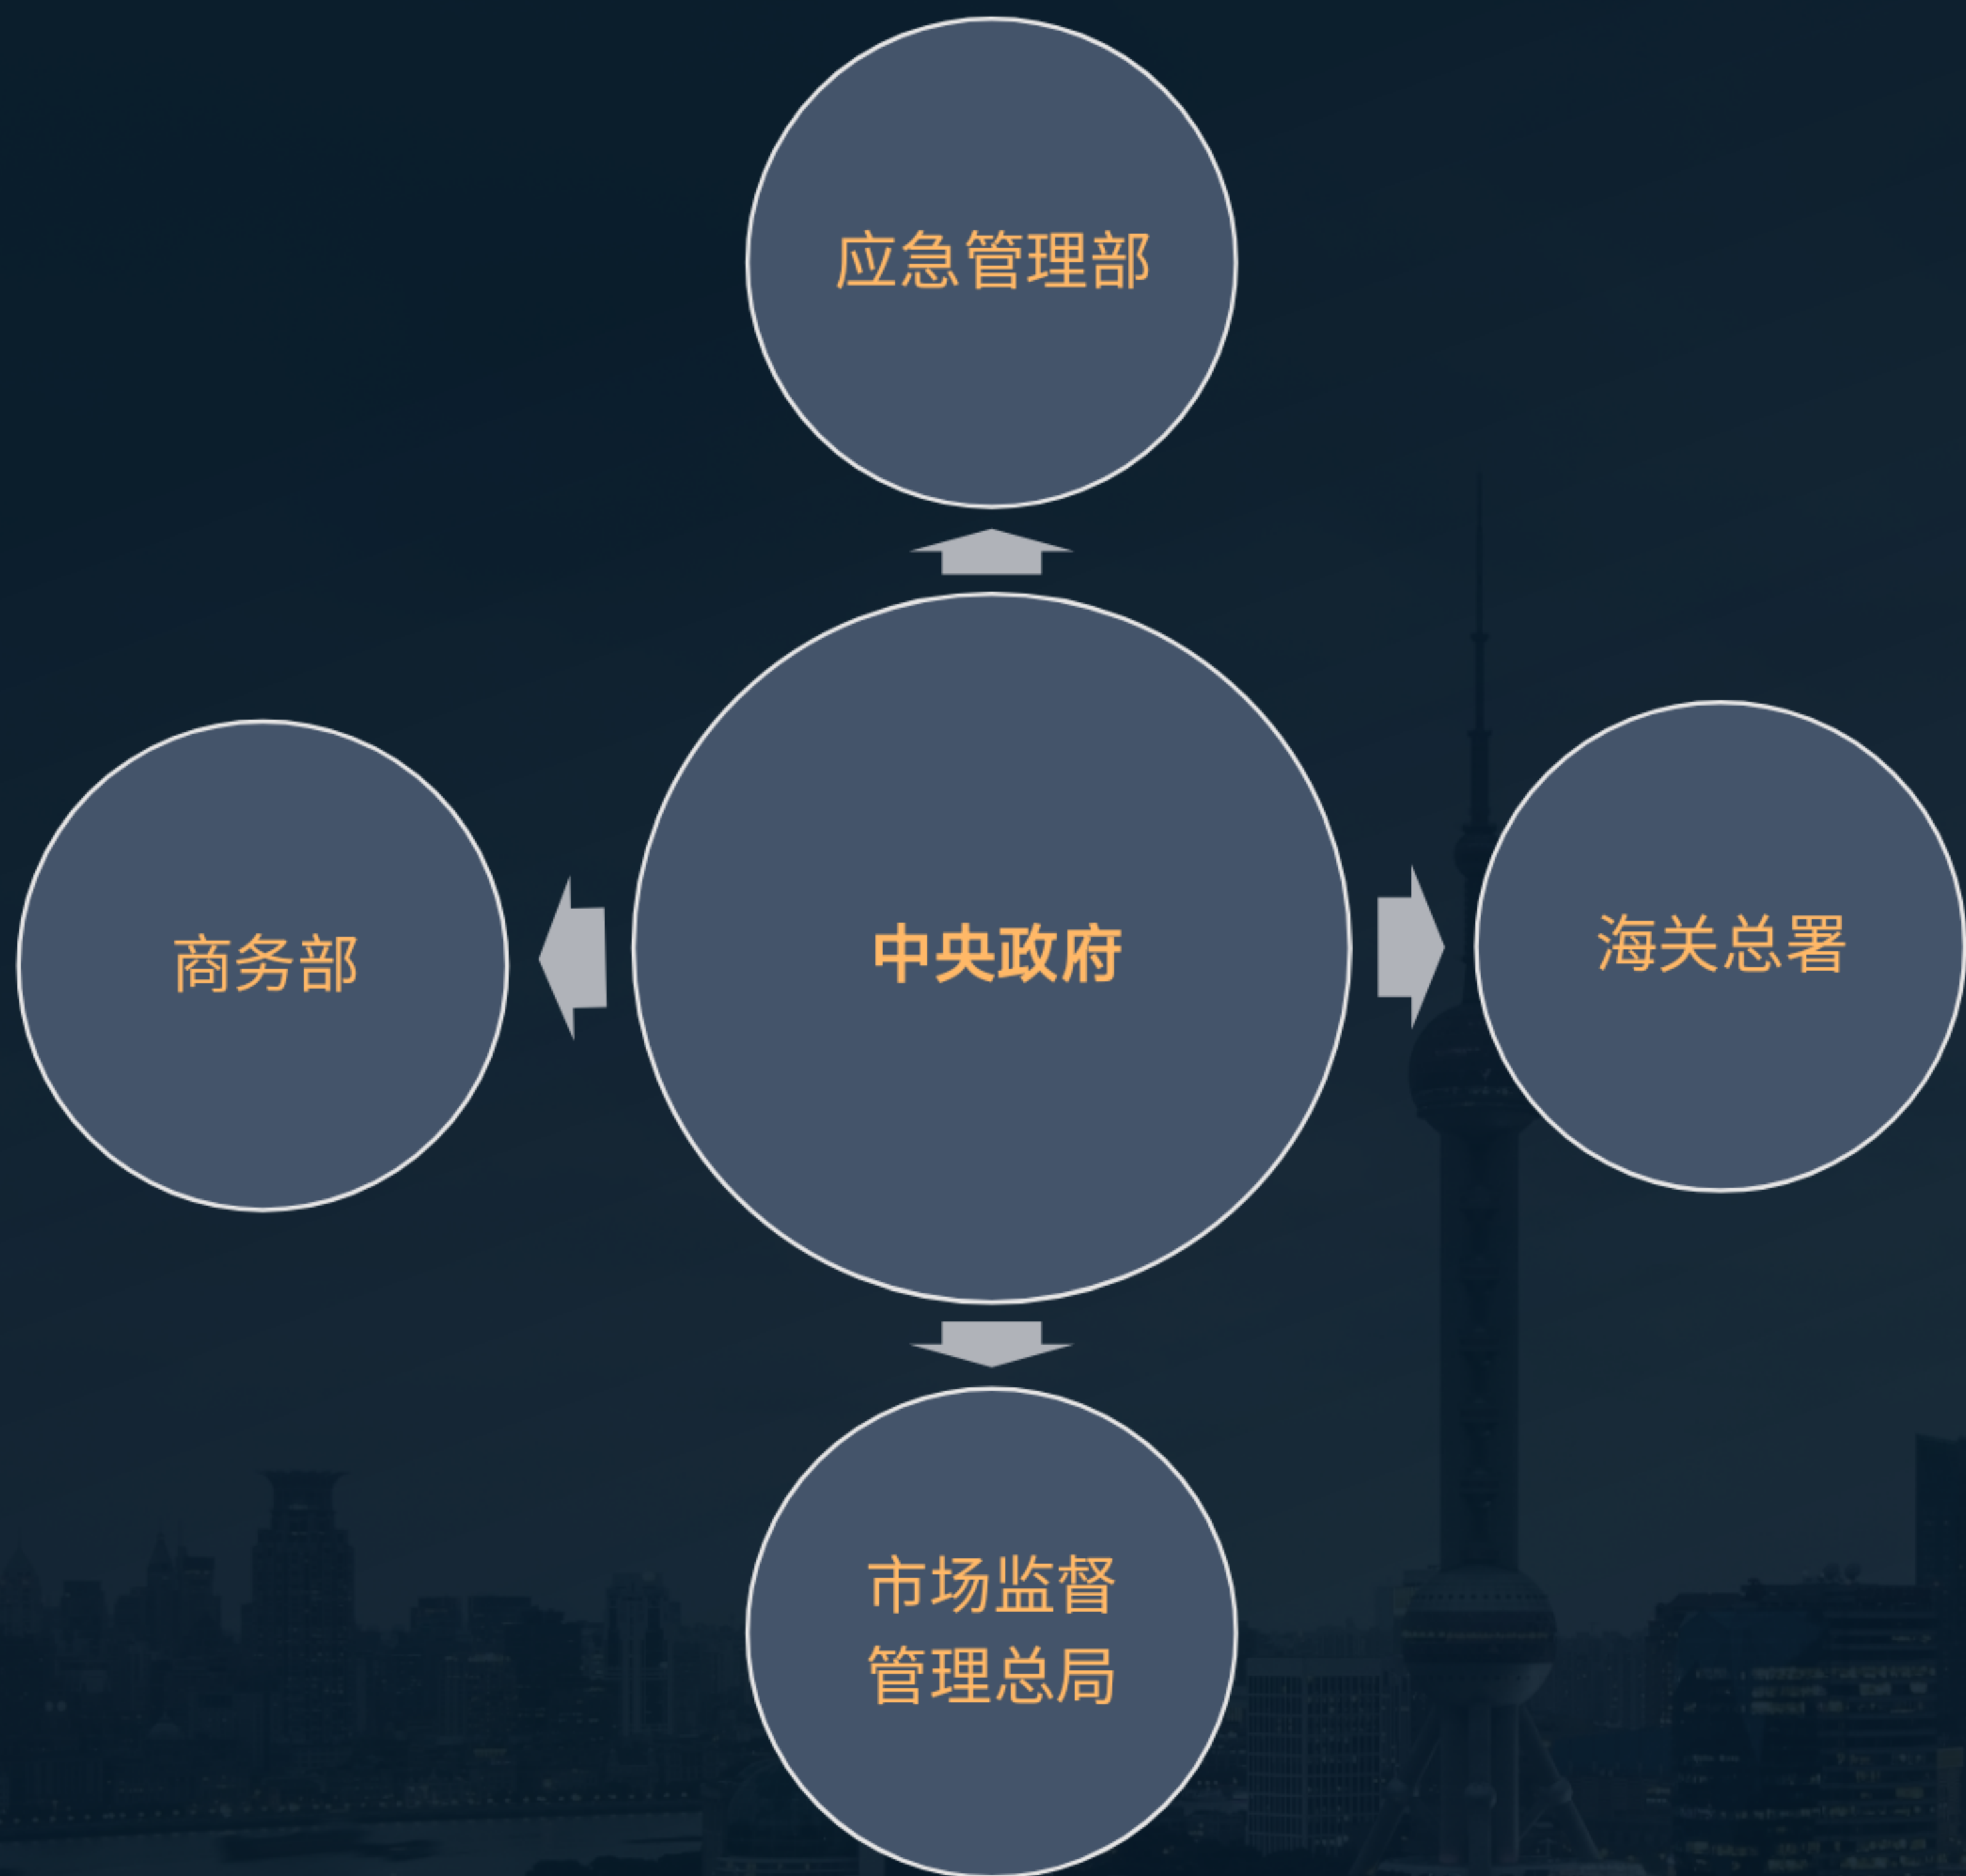 应急管理部
商务部
中央政府
海关总署
市场监督
管理总局